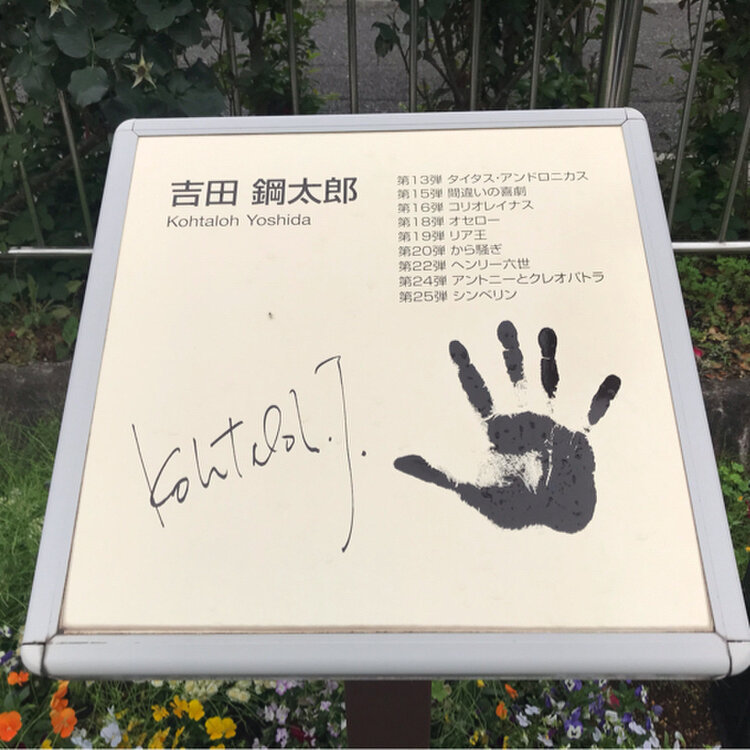 吉田 鋼太郎
Kohtaloh Yoshida
第13弾 タイタス・アンドロニカス
第15弾 間違いの喜劇
第16弾 コリオレイナス
第18弾 オセロー
第19弾 リア王
第20弾 から騒ぎ
第22弾 ヘンリー六世
第24弾 アントニーとクレオパトラ
第25弾 シンベリン
Kohtaloh.Y.